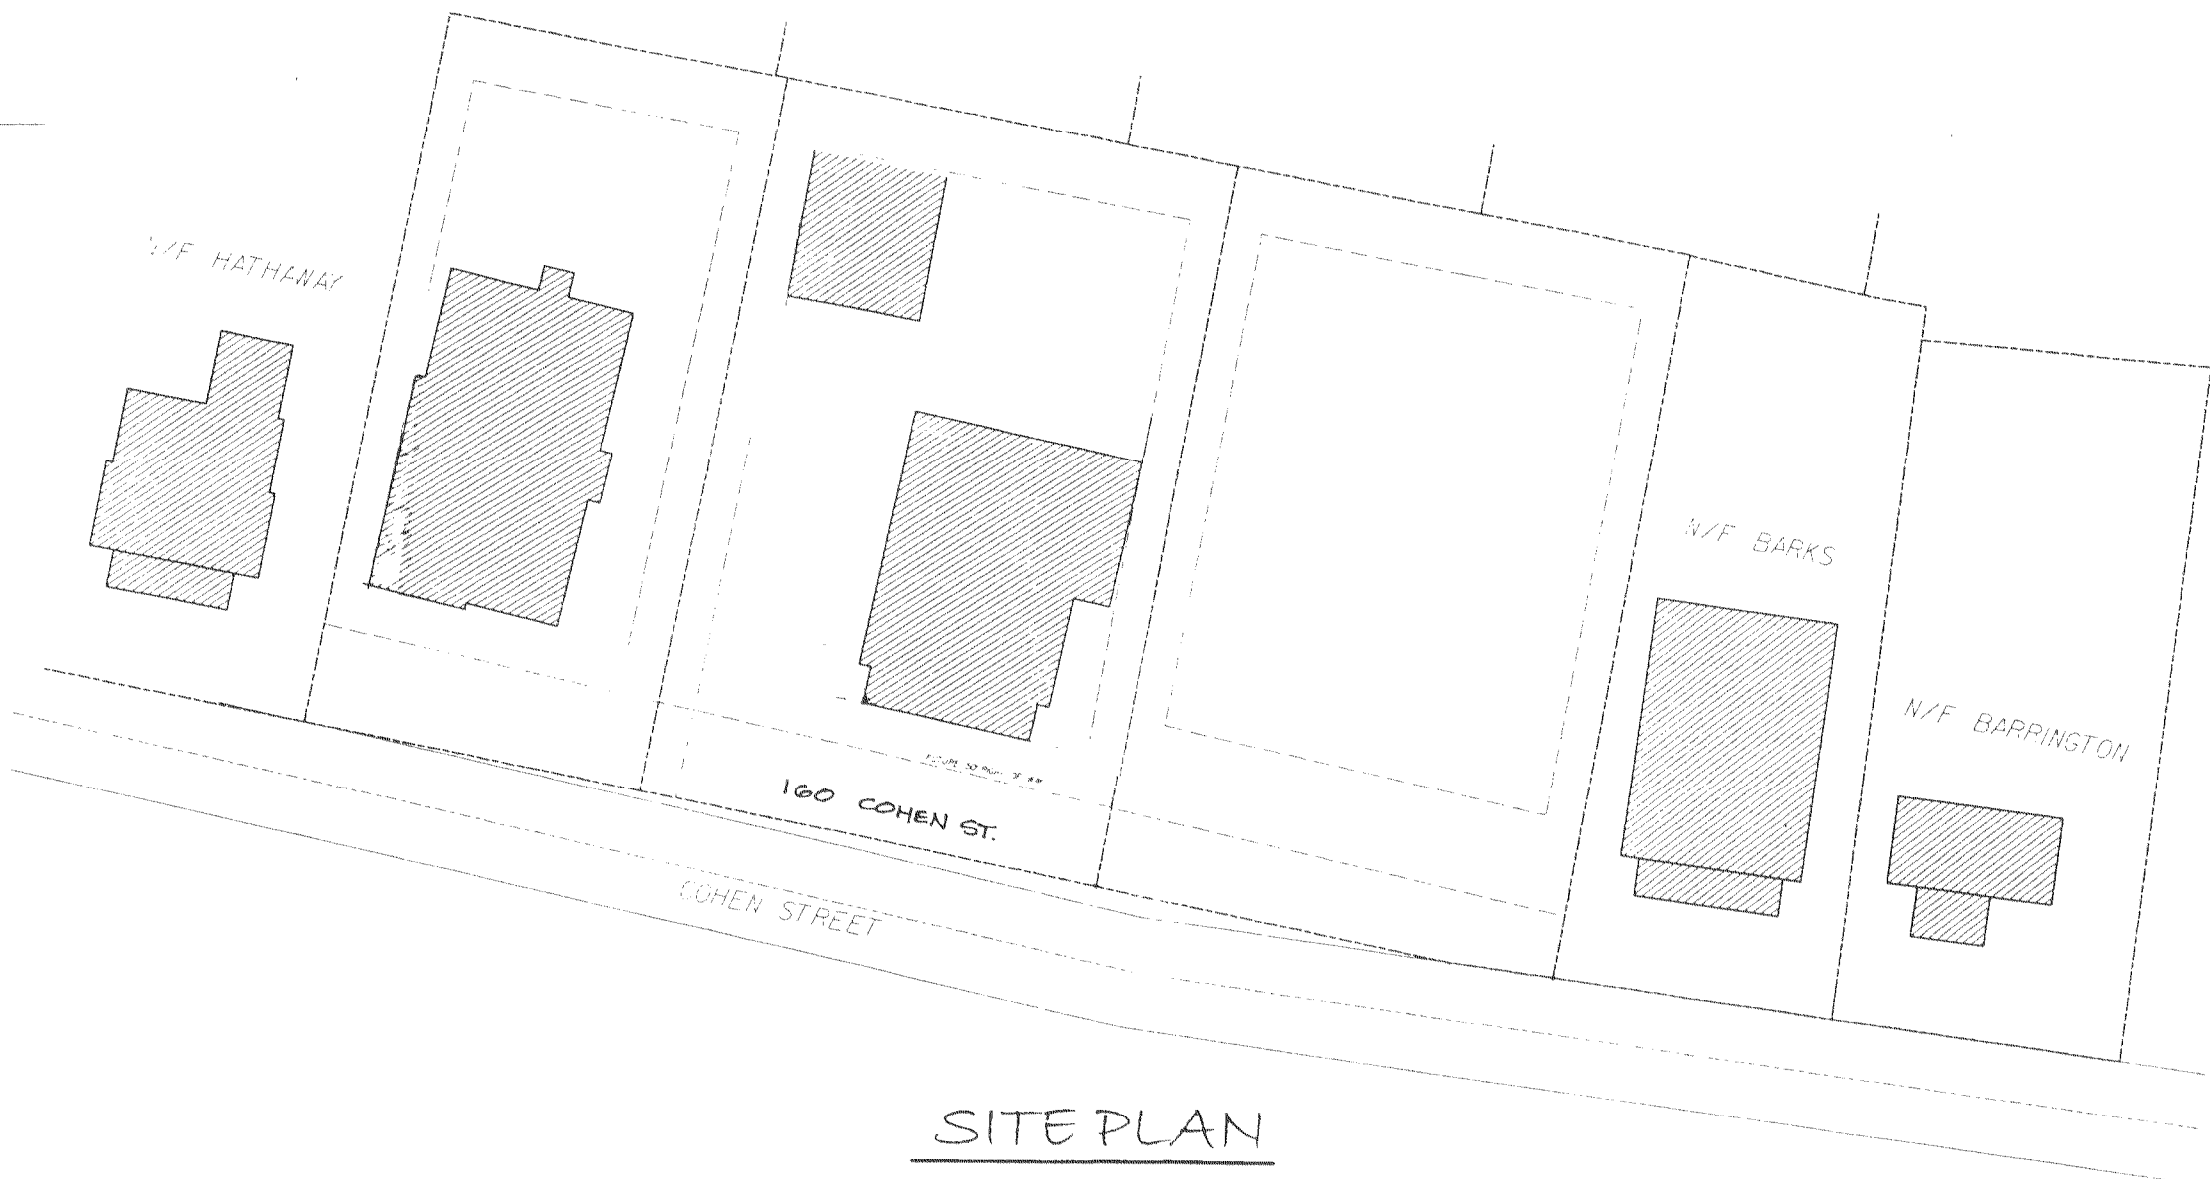 N/F HATHAWAY
N/F BARKS
N/F BARRINGTON
160 COHEN ST.
COHEN STREET
SITE PLAN